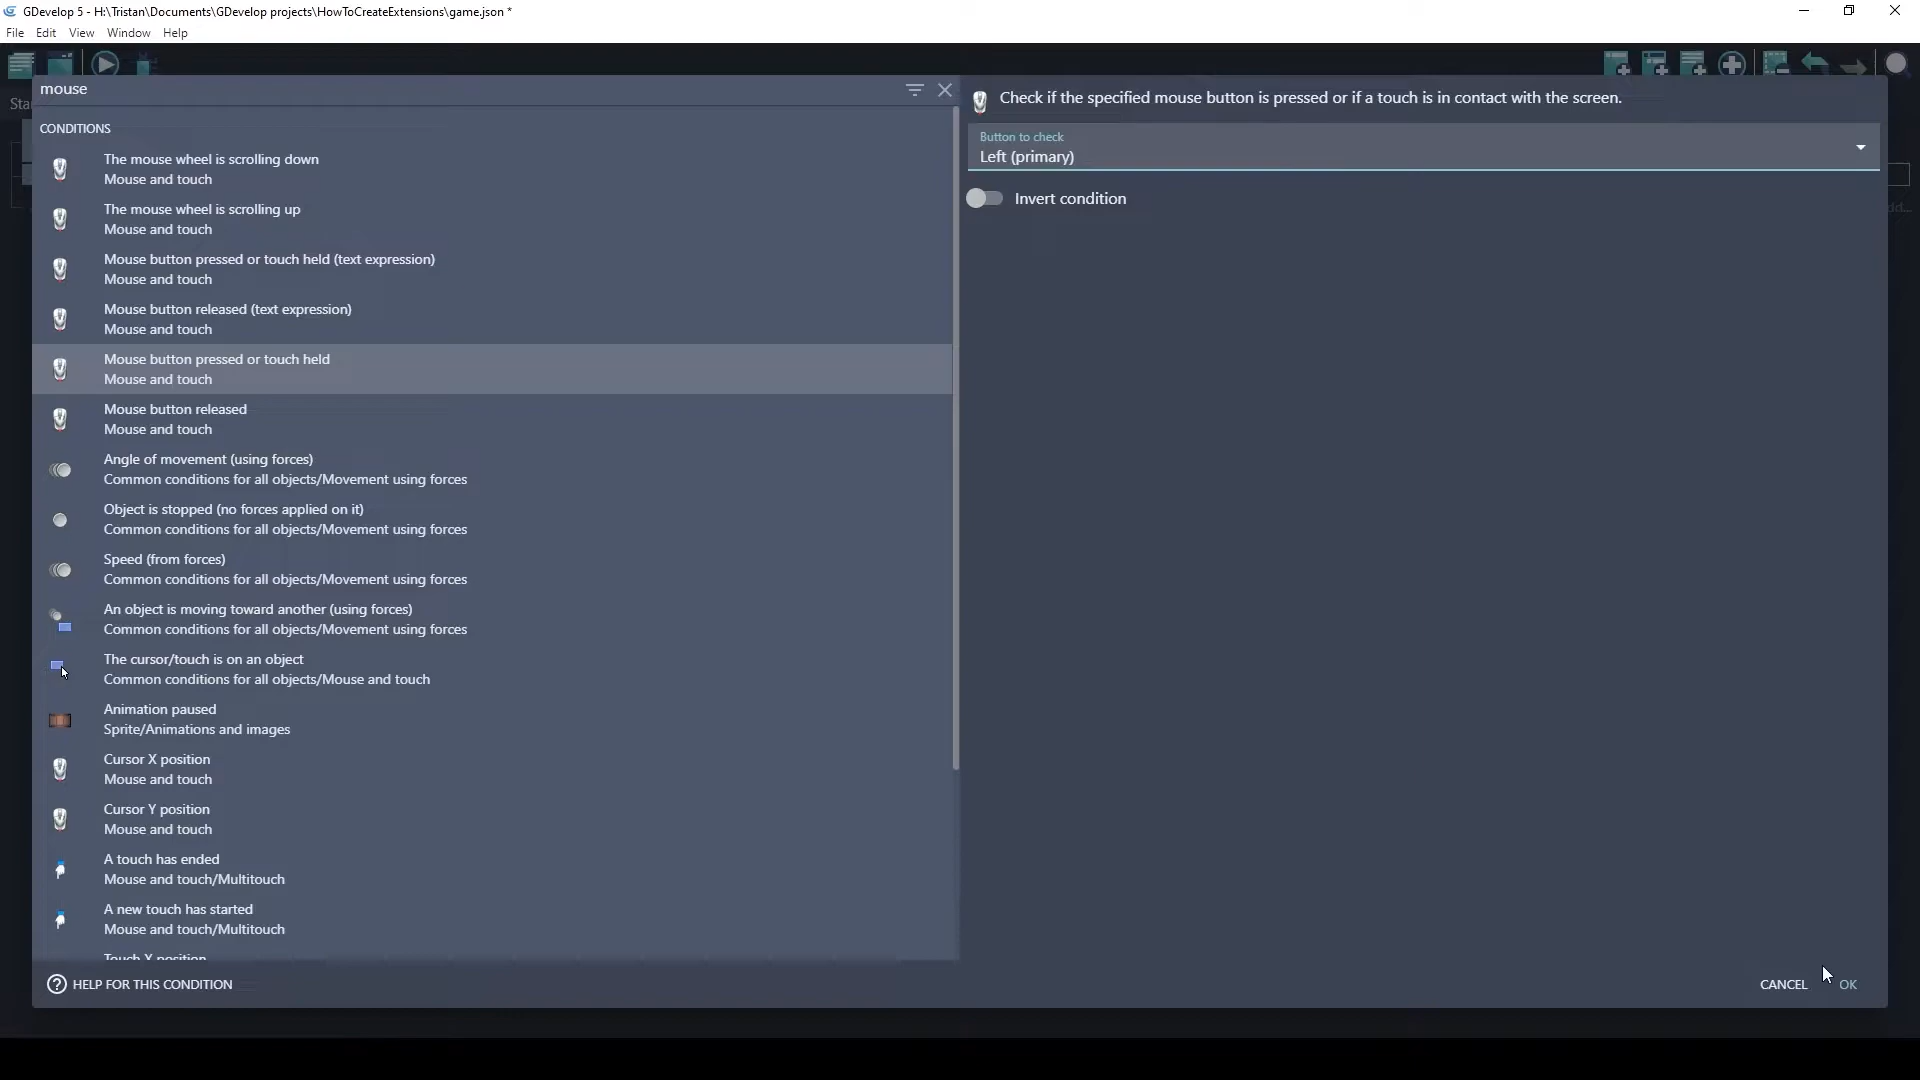 GDevelop 5 - H:\Tristan\Documents\GDevelop projects\HowToCreateExtensions\game.json *
File Edit View Window Help
mouse
CONDITIONS
The mouse wheel is scrolling down
Mouse and touch
The mouse wheel is scrolling up
Mouse and touch
Mouse button pressed or touch held (text expression)
Mouse and touch
Mouse button released (text expression)
Mouse and touch
Mouse button pressed or touch held
Mouse and touch
Mouse button released
Mouse and touch
Angle of movement (using forces)
Common conditions for all objects/Movement using forces
Object is stopped (no forces applied on it)
Common conditions for all objects/Movement using forces
Speed (from forces)
Common conditions for all objects/Movement using forces
An object is moving toward another (using forces)
Common conditions for all objects/Movement using forces
The cursor/touch is on an object
Common conditions for all objects/Mouse and touch
Animation paused
Sprite/Animations and images
Cursor X position
Mouse and touch
Cursor Y position
Mouse and touch
A touch has ended
Mouse and touch/Multitouch
A new touch has started
Mouse and touch/Multitouch
Touch X position
Check if the specified mouse button is pressed or if a touch is in contact with the screen.
Button to check
Left (primary)
Invert condition
HELP FOR THIS CONDITION
CANCEL
OK